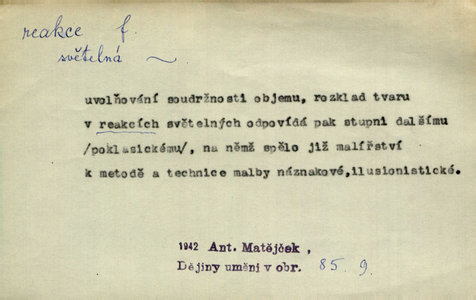 reakce f.
světelná ~
uvolňování soudržnosti objemu, rozklad tvaru
v reakcích světelných odpovídá pak stupni dalšímu
/poklasickému/, na němž spělo již malířství
k metodě a technice malby náznakové,ilusionistické.
1942 Ant. Matějček ,
Dějiny umění v obr. 85. 9.